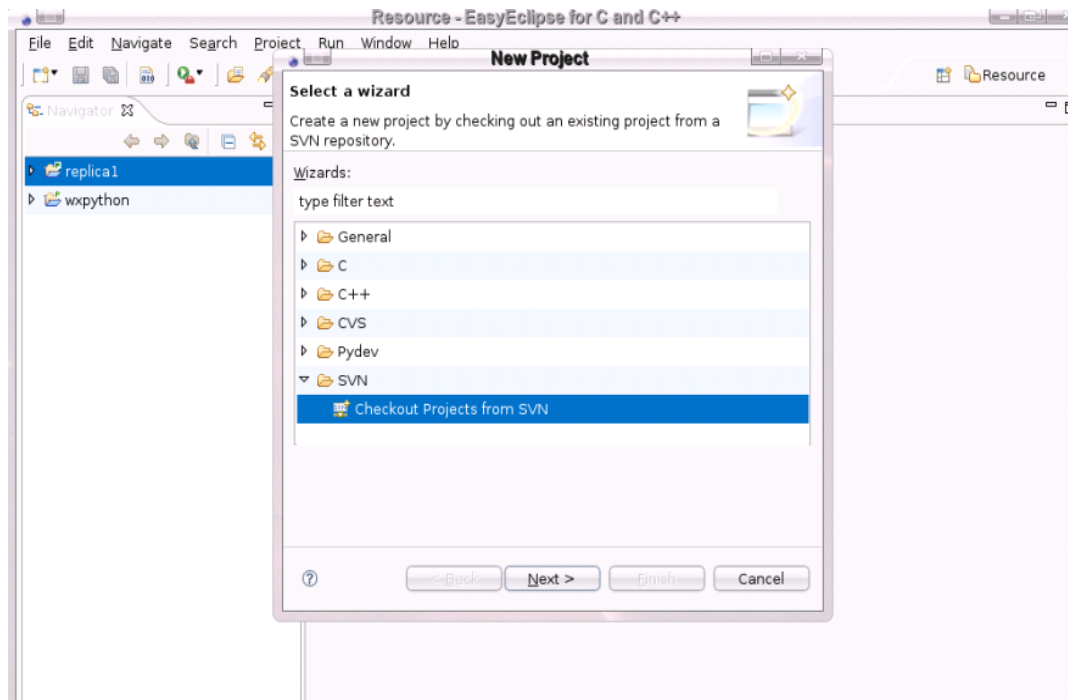 Resource - EasyEclipse for C and C++
File Edit Navigate Search Project Run Window Help
New Project
Resource
Navigator
Select a wizard
Create a new project by checking out an existing project from a
SVN repository.
replica1
wxpython
Wizards:
type filter text
General
C
C++
CVS
Pydev
SVN
Checkout Projects from SVN
< Back Next > Finish Cancel